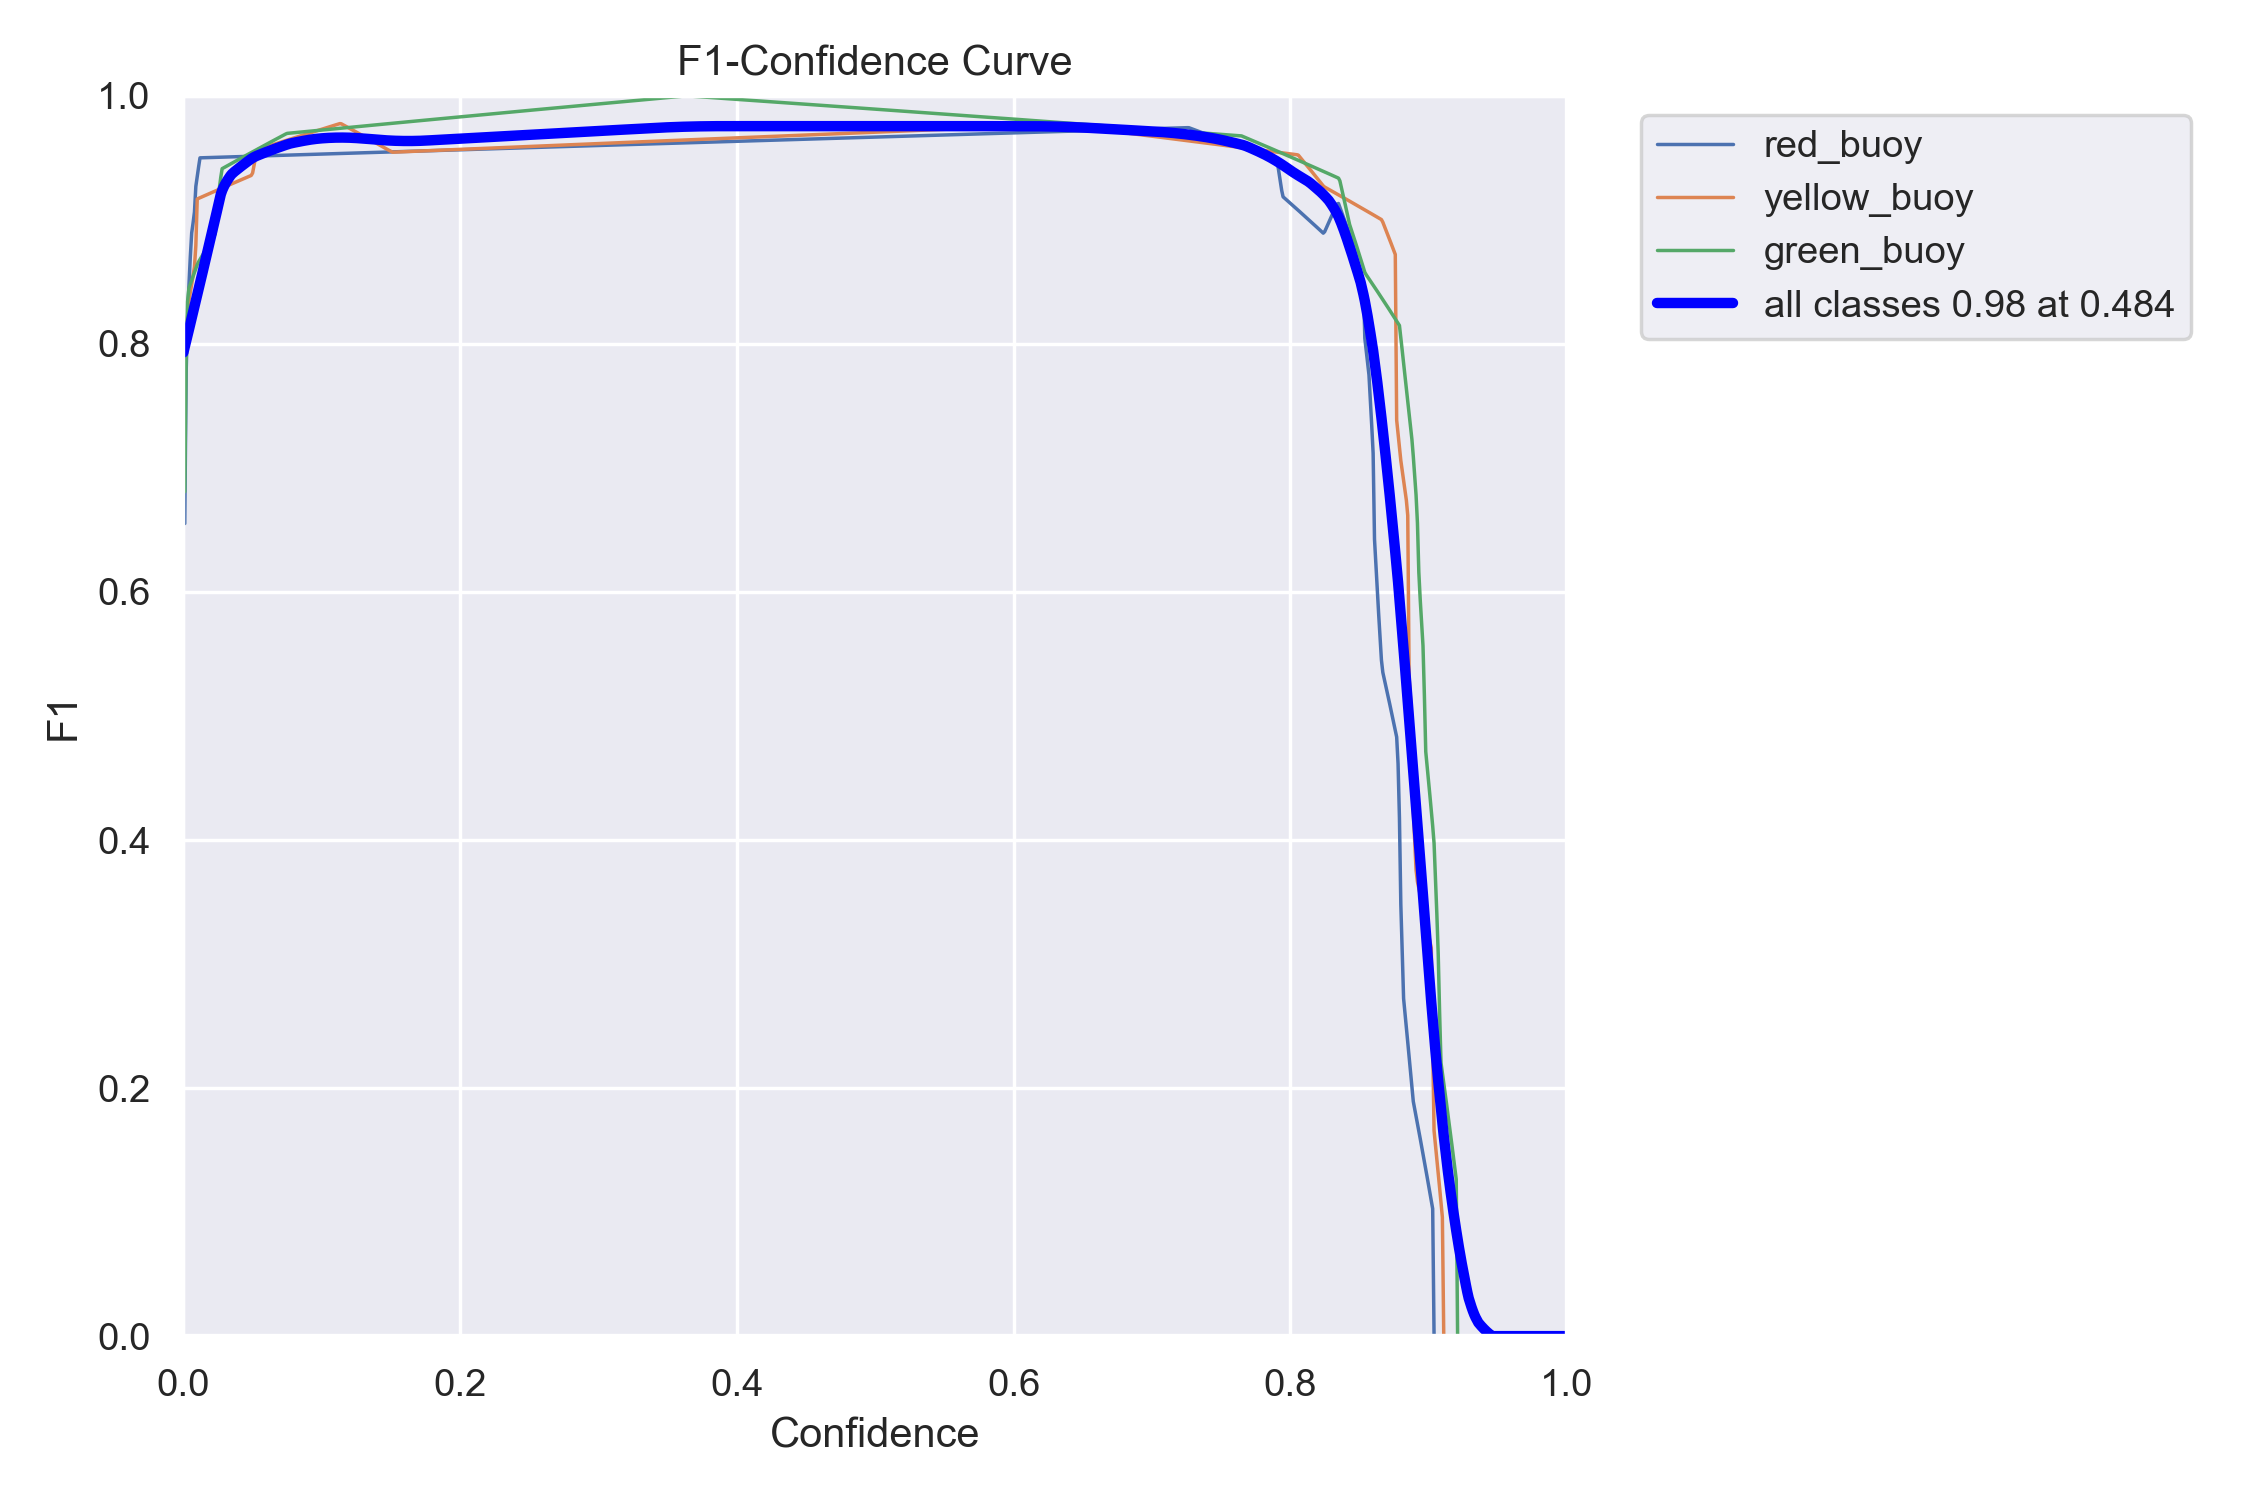 F1-Confidence Curve
1.0
0.8
0.6
0.4
0.2
0.0
F1
0.0 0.2 0.4 0.6 0.8 1.0
Confidence
red_buoy
yellow_buoy
green_buoy
all classes 0.98 at 0.484